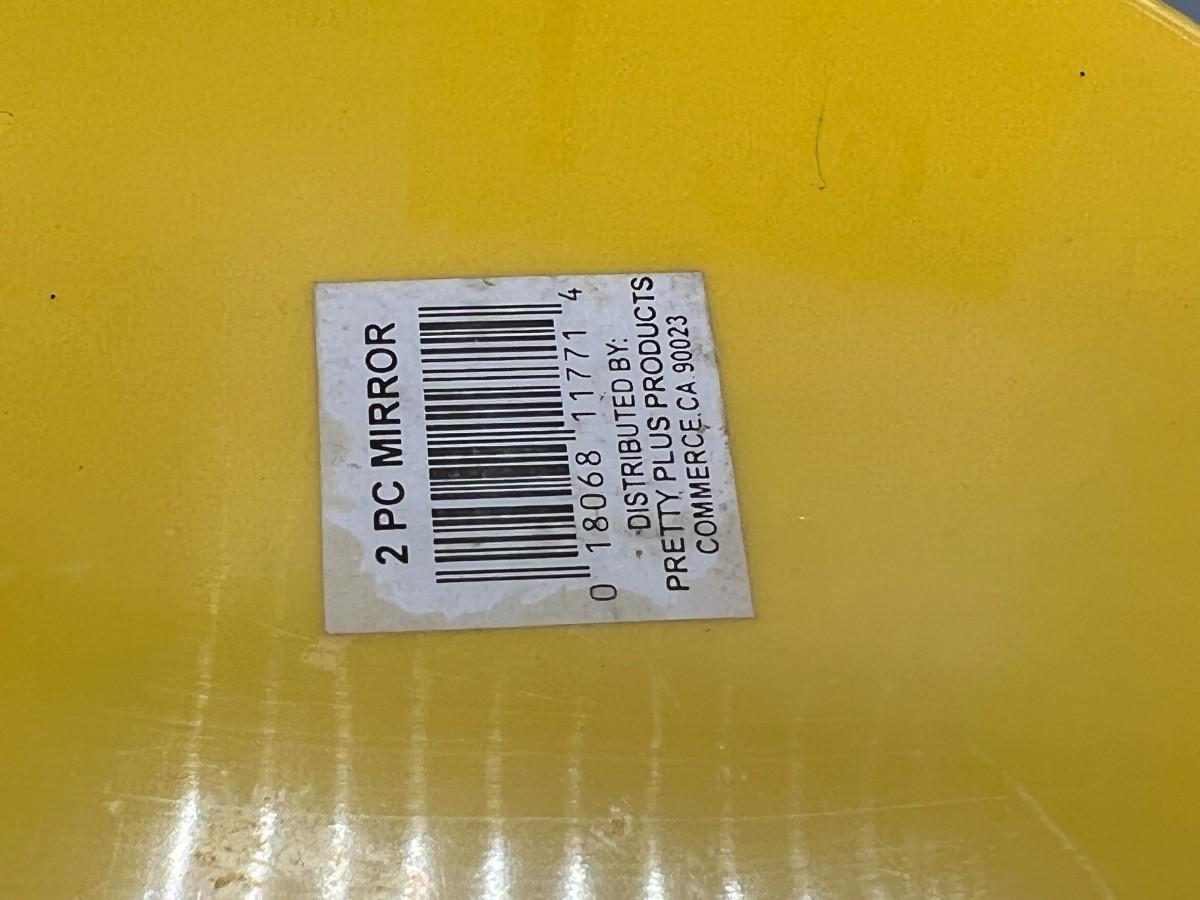 2 PC MIRROR
0 18068 11771 4
DISTRIBUTED BY:
PRETTY PLUS PRODUCTS
COMMERCE.CA.90023